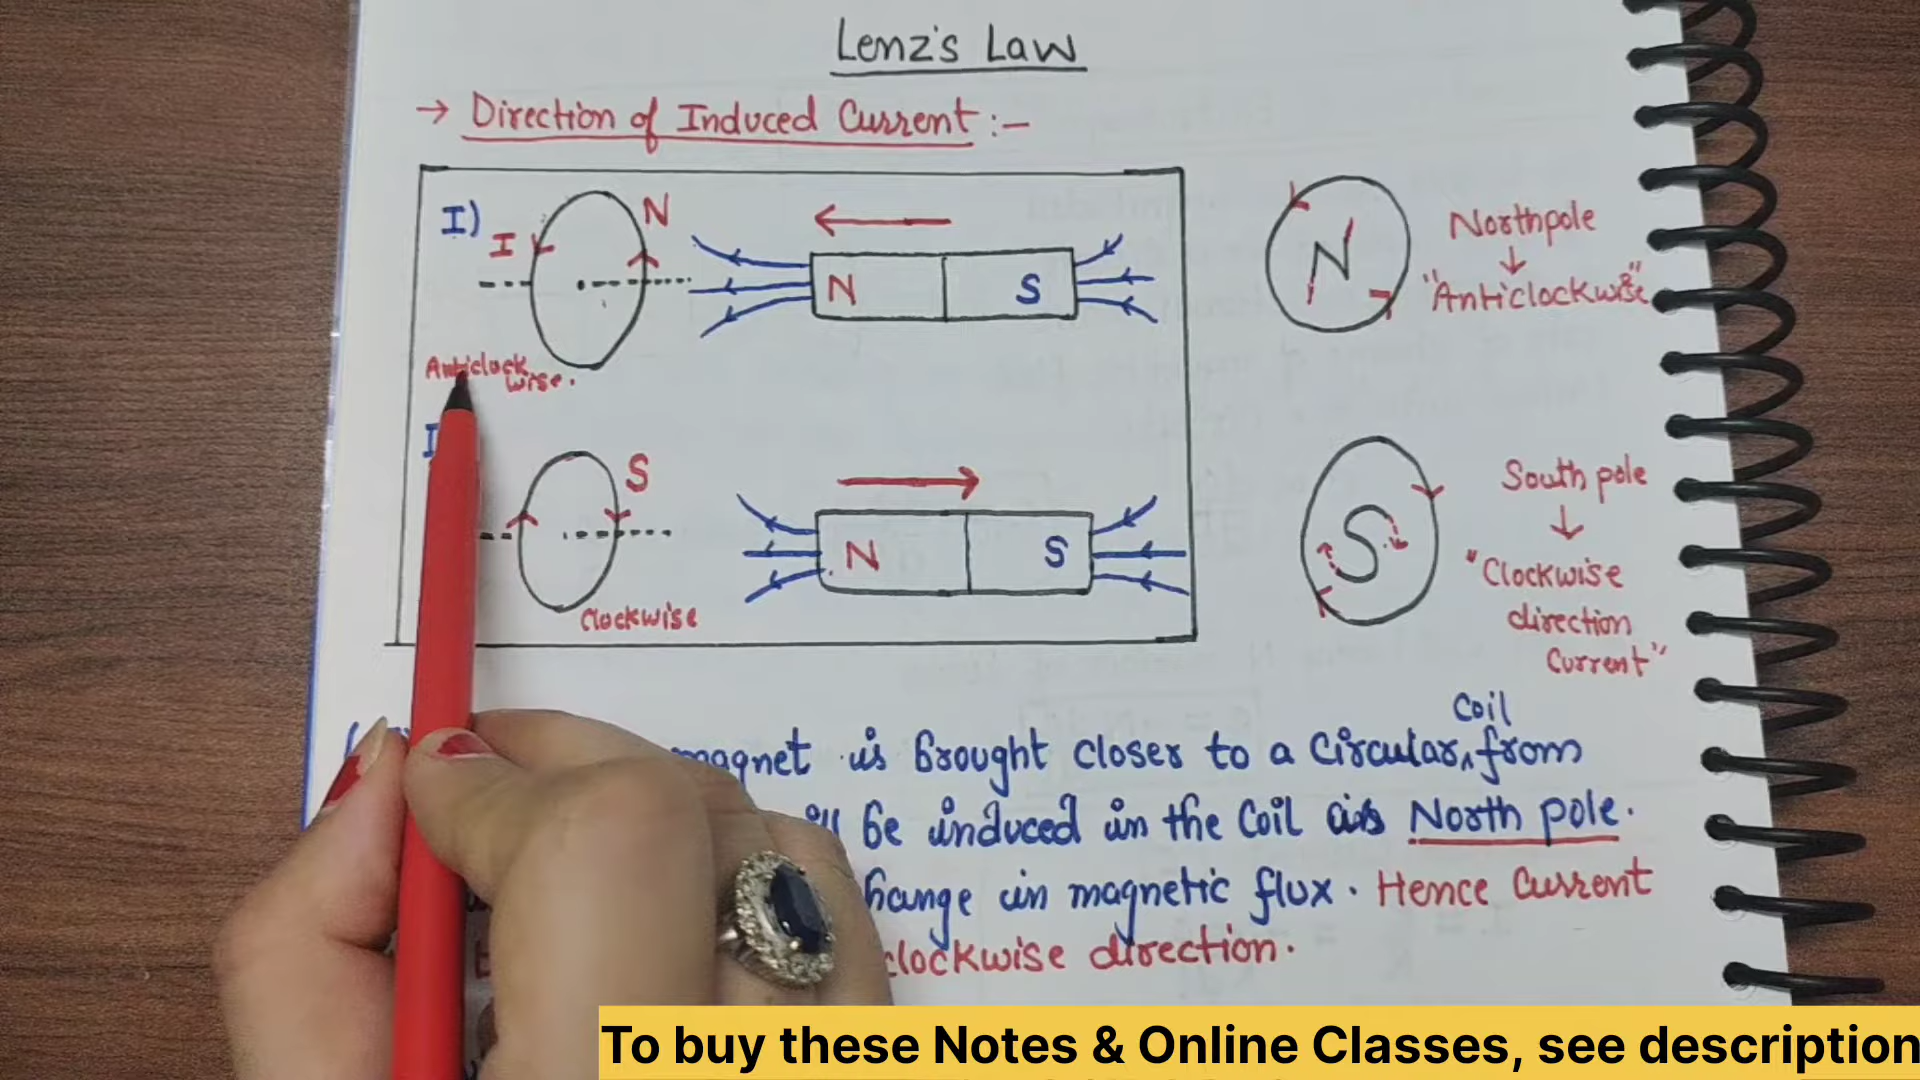 Lenz's Law
→ Direction of Induced Current :-
I) I N
N S
Anticlock
wise.
S
N S
Clockwise
N
Northpole
↓
"Anticlockwise"
S
South pole
↓
"Clockwise
direction
Current"
Coil
magnet is brought closer to a Circular, from
be induced in the Coil as North pole.
change in magnetic flux. Hence Current
clockwise direction.
To buy these Notes & Online Classes, see description